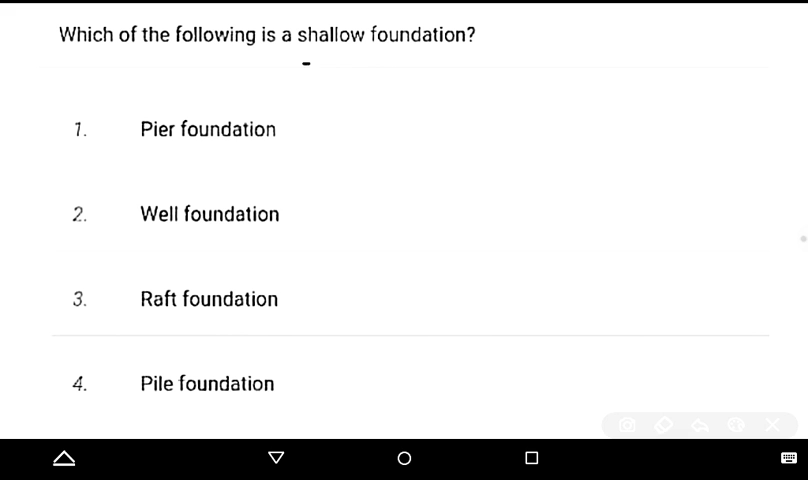 Which of the following is a shallow foundation?
1. Pier foundation
2. Well foundation
3. Raft foundation
4. Pile foundation